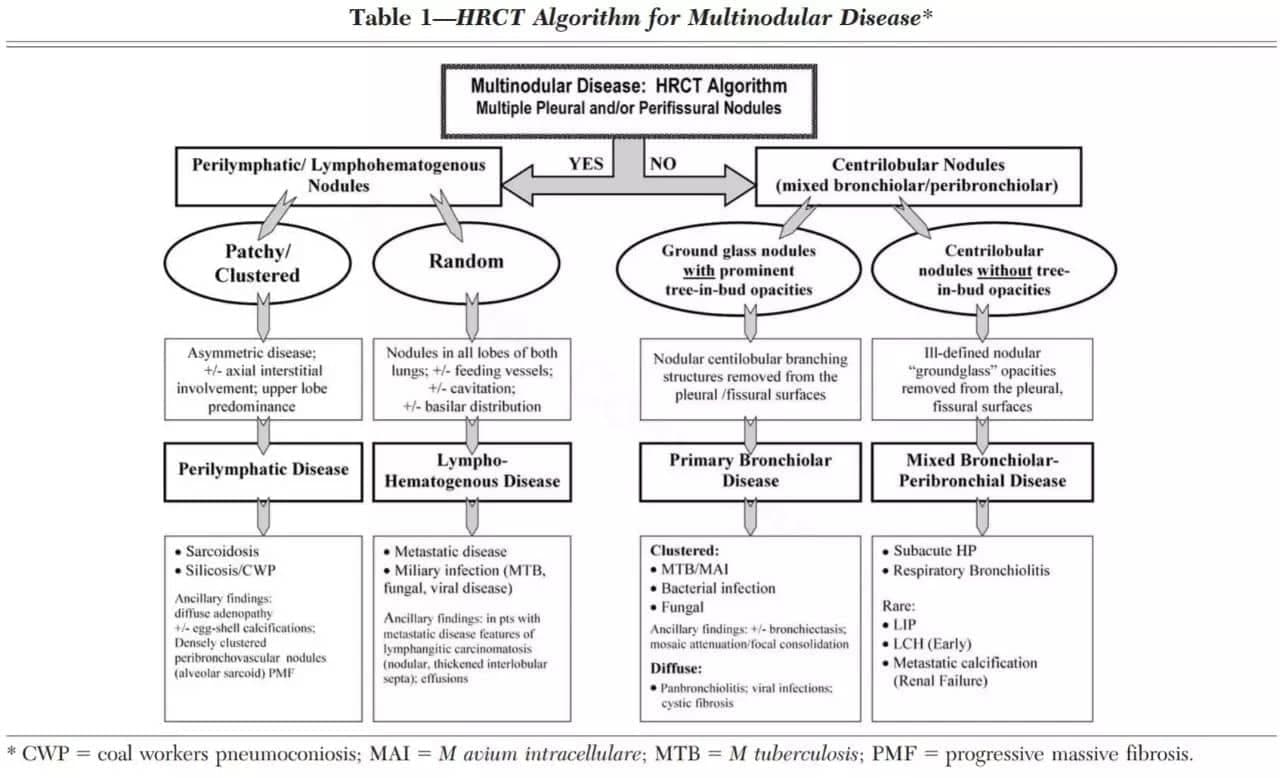 Table 1—HRCT Algorithm for Multinodular Disease*
Multinodular Disease: HRCT Algorithm
Multiple Pleural and/or Perifissural Nodules
YES
NO
Perilymphatic/ Lymphohematogenous
Nodules
Centrilobular Nodules
(mixed bronchiolar/peribronchiolar)
Patchy/
Clustered
Random
Ground glass nodules
with prominent
tree-in-bud opacities
Centrilobular
nodules without tree-
in-bud opacities
Asymmetric disease;
+/- axial interstitial
involvement; upper lobe
predominance
Nodules in all lobes of both
lungs; +/- feeding vessels;
+/- cavitation;
+/- basilar distribution
Nodular centilobular branching
structures removed from the
pleural /fissural surfaces
Ill-defined nodular
“groundglass” opacities
removed from the pleural,
fissural surfaces
Perilymphatic Disease
Lympho-
Hematogenous Disease
Primary Bronchiolar
Disease
Mixed Bronchiolar-
Peribronchial Disease
• Sarcoidosis
• Silicosis/CWP
Ancillary findings:
diffuse adenopathy
+/- egg-shell calcifications;
Densely clustered
peribronchovascular nodules
(alveolar sarcoid) PMF
• Metastatic disease
• Miliary infection (MTB,
fungal, viral disease)
Ancillary findings: in pts with
metastatic disease features of
lymphangitic carcinomatosis
(nodular, thickened interlobular
septa); effusions
Clustered:
• MTB/MAI
• Bacterial infection
• Fungal
Ancillary findings: +/- bronchiectasis;
mosaic attenuation/focal consolidation
Diffuse:
• Panbronchiolitis; viral infections;
cystic fibrosis
• Subacute HP
• Respiratory Bronchiolitis
Rare:
• LIP
• LCH (Early)
• Metastatic calcification
(Renal Failure)
* CWP = coal workers pneumoconiosis; MAI = M avium intracellulare; MTB = M tuberculosis; PMF = progressive massive fibrosis.